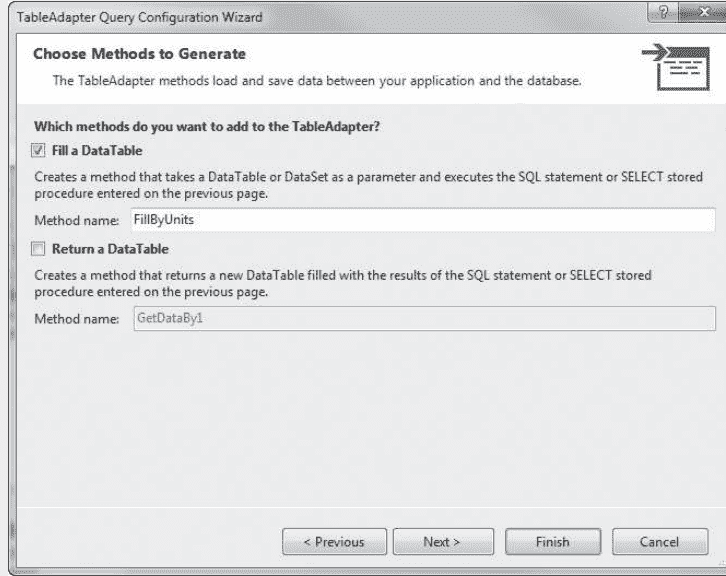 TableAdapter Query Configuration Wizard
?
Choose Methods to Generate
The TableAdapter methods load and save data between your application and the database.
Which methods do you want to add to the TableAdapter?
Fill a DataTable
Creates a method that takes a DataTable or DataSet as a parameter and executes the SQL statement or SELECT stored
procedure entered on the previous page.
Method name: FillByUnits
Return a DataTable
Creates a method that returns a new DataTable filled with the results of the SQL statement or SELECT stored
procedure entered on the previous page.
Method name: GetDataBy1
< Previous Next > Finish Cancel